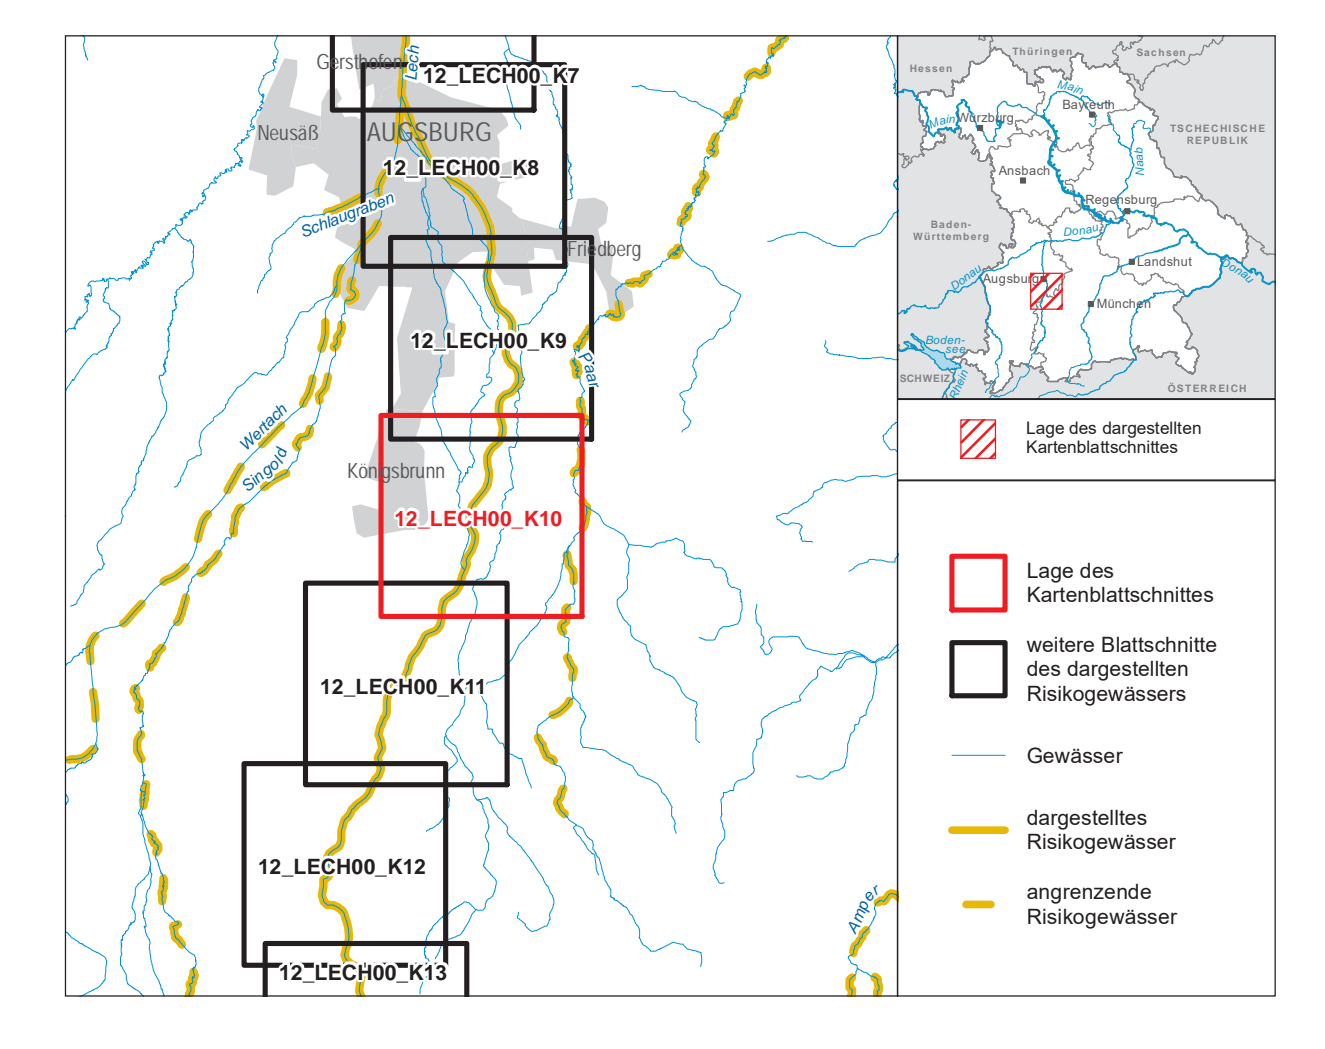 Gersthofen
Lech
12_LECH00_K7
Neusäß
AUGSBURG
12_LECH00_K8
Schlaugraben
Friedberg
12_LECH00_K9
Paar
Wertach
Singold
Königsbrunn
12_LECH00_K10
12_LECH00_K11
12_LECH00_K12
Amper
12_LECH00_K13
Thüringen
Sachsen
Hessen
Main
Bayreuth
Main
Würzburg
TSCHECHISCHE
REPUBLIK
Naab
Ansbach
Regensburg
Baden-
Württemberg
Donau
Landshut
Donau
Donau
Augsburg
München
Boden-
see
SCHWEIZ
Rhein
ÖSTERREICH
Lage des dargestellten
Kartenblattschnittes
Lage des
Kartenblattschnittes
weitere Blattschnitte
des dargestellten
Risikogewässers
Gewässer
dargestelltes
Risikogewässer
angrenzende
Risikogewässer